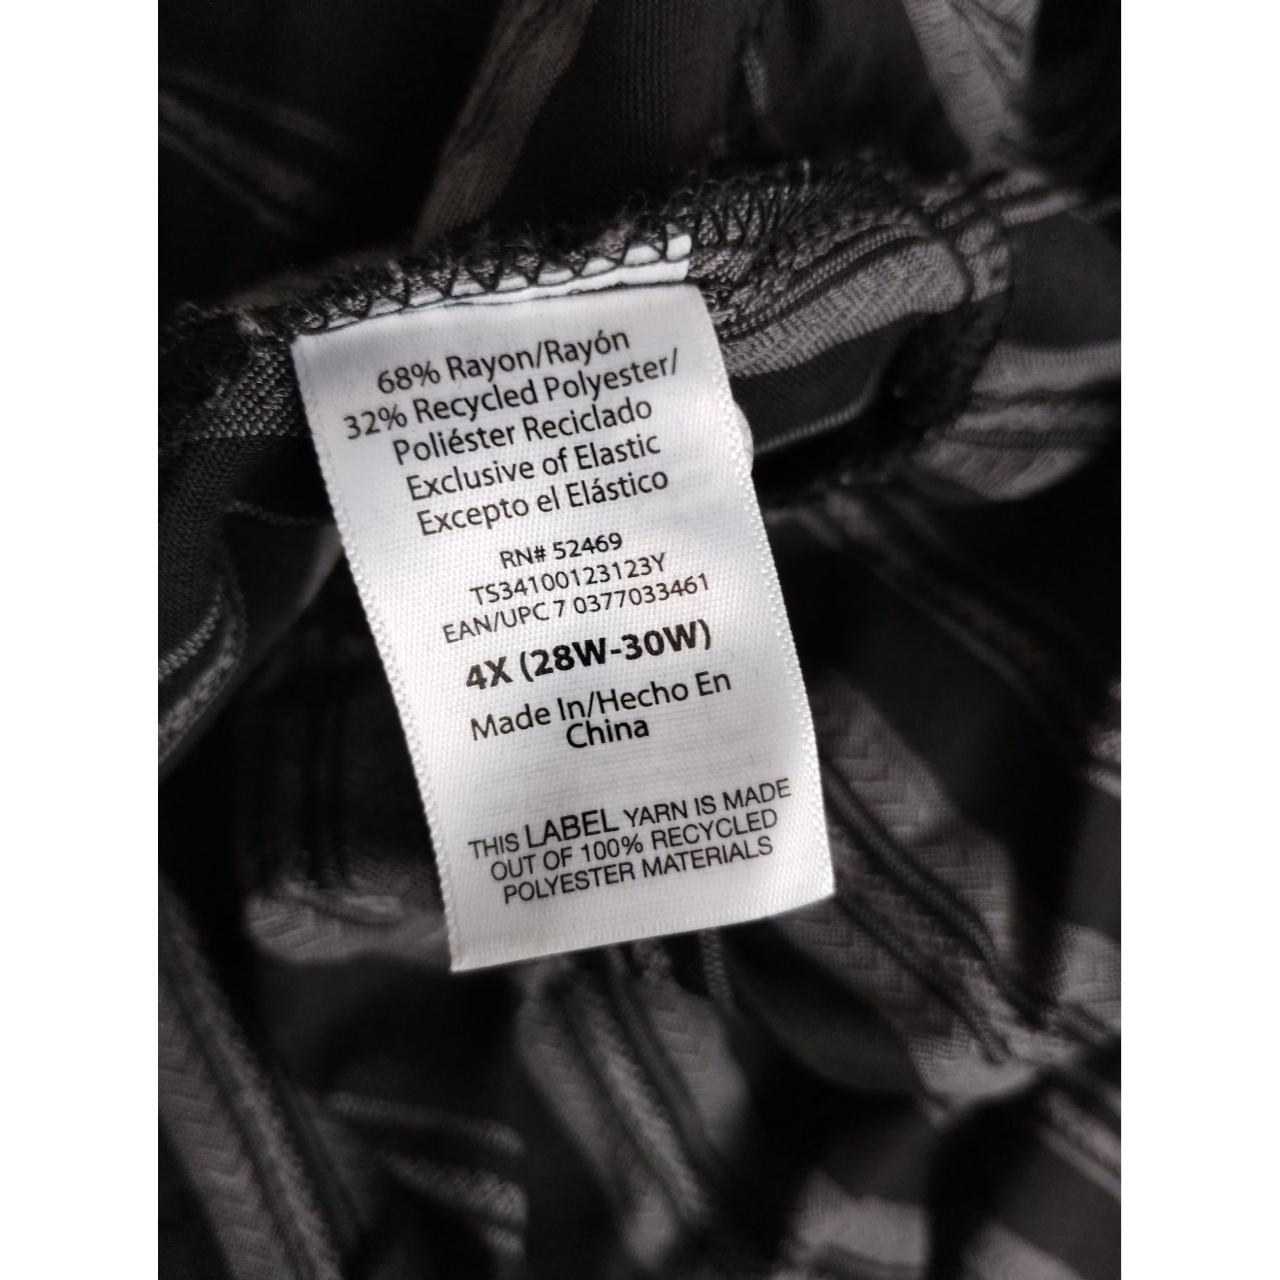 68% Rayon/Rayón
32% Recycled Polyester/
Poliéster Reciclado
Exclusive of Elastic
Excepto el Elástico
RN# 52469
TS34100123123Y
EAN/UPC 7 0377033461
4X (28W-30W)
Made In/Hecho En
China
THIS LABEL YARN IS MADE
OUT OF 100% RECYCLED
POLYESTER MATERIALS